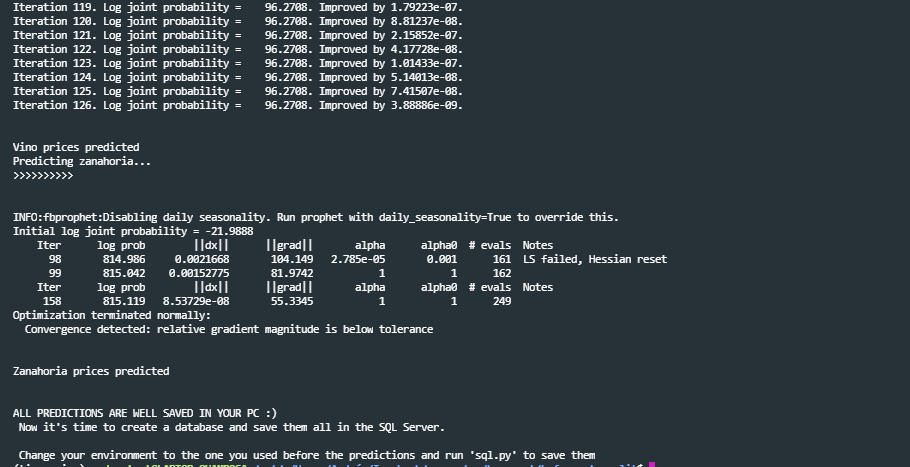 Iteration 119. Log joint probability =    96.2708. Improved by 1.79223e-07.
Iteration 120. Log joint probability =    96.2708. Improved by 8.81237e-08.
Iteration 121. Log joint probability =    96.2708. Improved by 2.15852e-07.
Iteration 122. Log joint probability =    96.2708. Improved by 4.17728e-08.
Iteration 123. Log joint probability =    96.2708. Improved by 1.01433e-07.
Iteration 124. Log joint probability =    96.2708. Improved by 5.14013e-08.
Iteration 125. Log joint probability =    96.2708. Improved by 7.41507e-08.
Iteration 126. Log joint probability =    96.2708. Improved by 3.88886e-09.
Vino prices predicted
Predicting zanahoria...
>>>>>>>>>>
INFO:fbprophet:Disabling daily seasonality. Run prophet with daily_seasonality=True to override this.
Initial log joint probability = -21.9888
Iter      log prob        ||dx||      ||grad||       alpha      alpha0  # evals  Notes
98       814.986     0.0021668       104.149   2.785e-05       0.001      161  LS failed, Hessian reset
99       815.042    0.00152775       81.9742           1           1      162
Iter      log prob        ||dx||      ||grad||       alpha      alpha0  # evals  Notes
158       815.119   8.53729e-08       55.3345           1           1      249
Optimization terminated normally:
Convergence detected: relative gradient magnitude is below tolerance
Zanahoria prices predicted
ALL PREDICTIONS ARE WELL SAVED IN YOUR PC :)
Now it's time to create a database and save them all in the SQL Server.
Change your environment to the one you used before the predictions and run 'sql.py' to save them